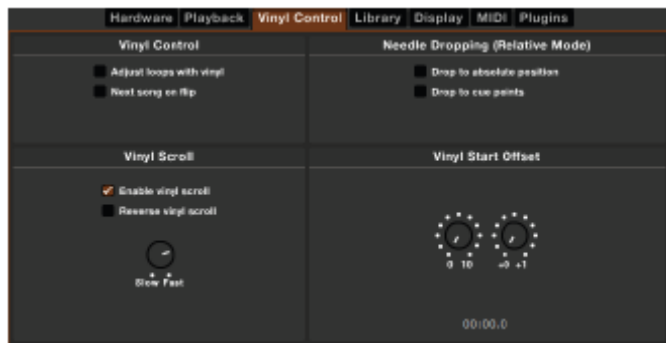 Hardware Playback Vinyl Control Library Display MIDI Plugins
Vinyl Control
Adjust loops with vinyl
Next song on flip
Needle Dropping (Relative Mode)
Drop to absolute position
Drop to cue points
Vinyl Scroll
Enable vinyl scroll
Reverse vinyl scroll
Slow Fast
Vinyl Start Offset
0 10 +0 +1
00:00.0